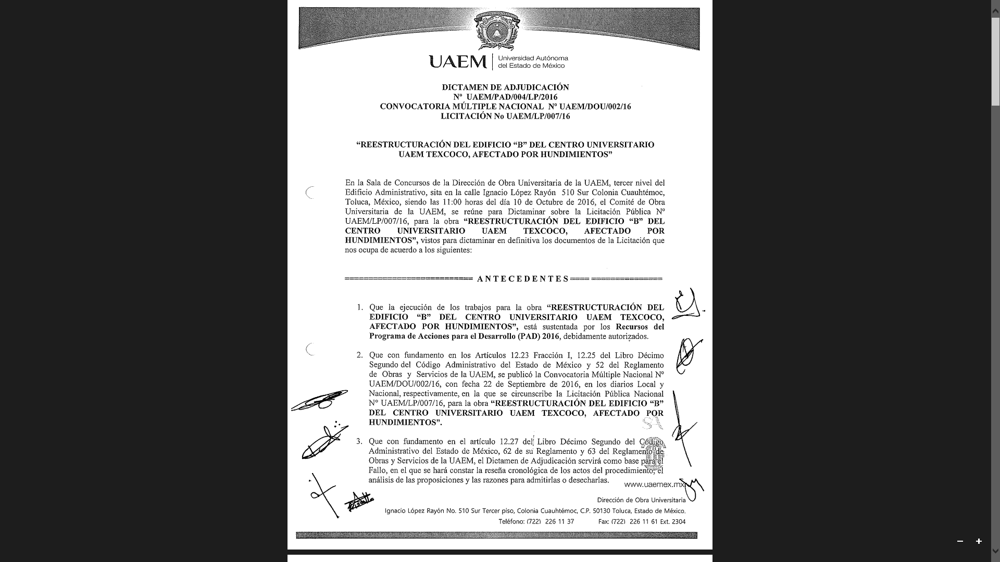 UAEM
Universidad Autónoma
del Estado de México
DICTAMEN DE ADJUDICACIÓN
Nº UAEM/PAD/004/LP/2016
CONVOCATORIA MÚLTIPLE NACIONAL Nº UAEM/DOU/002/16
LICITACIÓN No UAEM/LP/007/16
“REESTRUCTURACIÓN DEL EDIFICIO “B” DEL CENTRO UNIVERSITARIO
UAEM TEXCOCO, AFECTADO POR HUNDIMIENTOS”
En la Sala de Concursos de la Dirección de Obra Universitaria de la UAEM, tercer nivel del
Edificio Administrativo, sita en la calle Ignacio López Rayón 510 Sur Colonia Cuauhtémoc,
Toluca, México, siendo las 11:00 horas del día 10 de Octubre de 2016, el Comité de Obra
Universitaria de la UAEM, se reúne para Dictaminar sobre la Licitación Pública Nº
UAEM/LP/007/16, para la obra “REESTRUCTURACIÓN DEL EDIFICIO “B” DEL
CENTRO UNIVERSITARIO UAEM TEXCOCO, AFECTADO POR
HUNDIMIENTOS”, vistos para dictaminar en definitiva los documentos de la Licitación que
nos ocupa de acuerdo a los siguientes:
=========================== A N T E C E D E N T E S ==== ===============
1. Que la ejecución de los trabajos para la obra “REESTRUCTURACIÓN DEL
EDIFICIO “B” DEL CENTRO UNIVERSITARIO UAEM TEXCOCO,
AFECTADO POR HUNDIMIENTOS”, está sustentada por los Recursos del
Programa de Acciones para el Desarrollo (PAD) 2016, debidamente autorizados.
2. Que con fundamento en los Artículos 12.23 Fracción I, 12.25 del Libro Décimo
Segundo del Código Administrativo del Estado de México y 52 del Reglamento
de Obras y Servicios de la UAEM, se publicó la Convocatoria Múltiple Nacional Nº
UAEM/DOU/002/16, con fecha 22 de Septiembre de 2016, en los diarios Local y
Nacional, respectivamente, en la que se circunscribe la Licitación Pública Nacional
N° UAEM/LP/007/16, para la obra “REESTRUCTURACIÓN DEL EDIFICIO “B”
DEL CENTRO UNIVERSITARIO UAEM TEXCOCO, AFECTADO POR
HUNDIMIENTOS”.
3. Que con fundamento en el artículo 12.27 del Libro Décimo Segundo del Código
Administrativo del Estado de México, 62 de su Reglamento y 63 del Reglamento de
Obras y Servicios de la UAEM, el Dictamen de Adjudicación servirá como base para el
Fallo, en el que se hará constar la reseña cronológica de los actos del procedimiento, el
análisis de las proposiciones y las razones para admitirlas o desecharlas.
www.uaemex.mx
Dirección de Obra Universitaria
Ignacio López Rayón No. 510 Sur Tercer piso, Colonia Cuauhtémoc, C.P. 50130 Toluca, Estado de México.
Teléfono: (722) 226 11 37 Fax: (722) 226 11 61 Ext. 2304